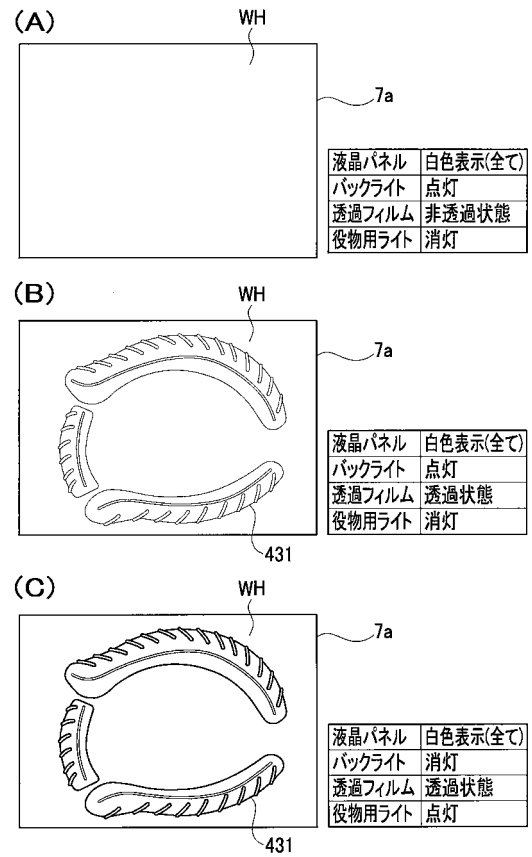 (A)
WH
7a
液晶パネル 白色表示(全て)
バックライト 点灯
透過フィルム 非透過状態
役物用ライト 消灯
(B)
WH
7a
液晶パネル 白色表示(全て)
バックライト 点灯
透過フィルム 透過状態
役物用ライト 消灯
431
(C)
WH
7a
液晶パネル 白色表示(全て)
バックライト 消灯
透過フィルム 透過状態
役物用ライト 点灯
431